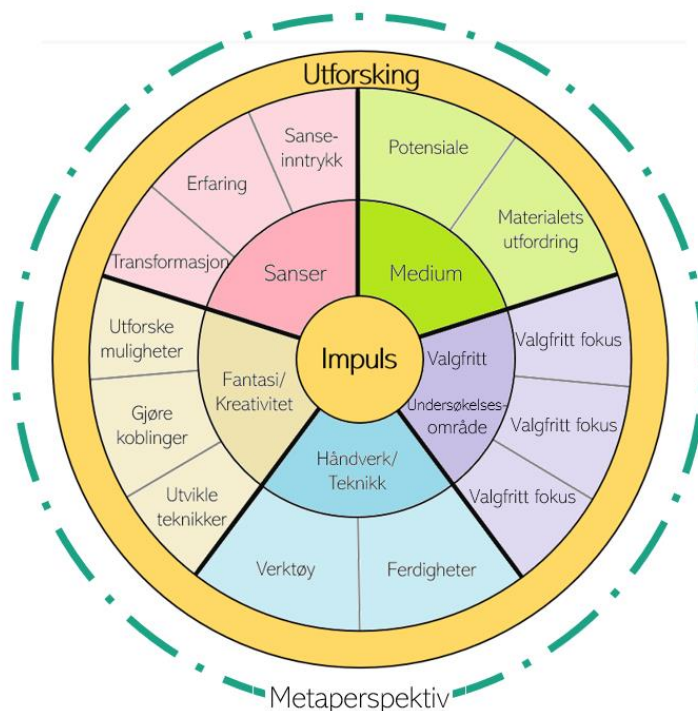 Utforsking
Sanse-
inntrykk
Potensiale
Erfaring
Materialets
utfordring
Transformasjon
Sanser
Medium
Utforske
muligheter
Impuls
Valgfritt
Undersøkelses-
område
Valgfritt fokus
Fantasi/
Kreativitet
Gjøre
koblinger
Valgfritt fokus
Håndverk/
Teknikk
Utvikle
teknikker
Valgfritt fokus
Verktøy
Ferdigheter
Metaperspektiv